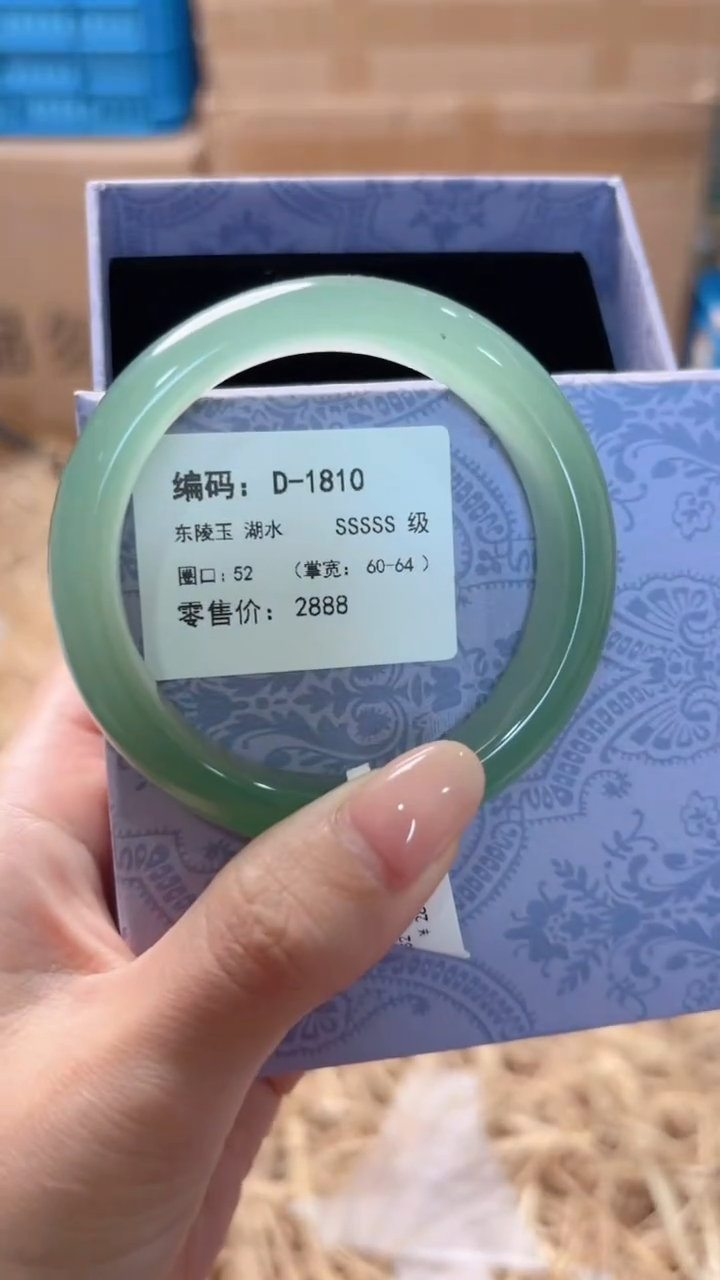 编码：D-1810
东陵玉 湖水 SSSSS 级
圈口：52 （掌宽：60-64）
零售价：2888